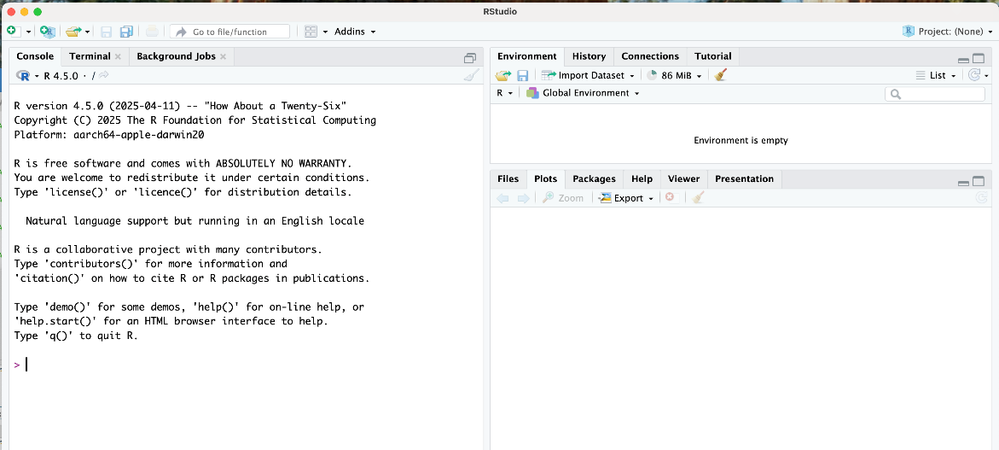 RStudio
Go to file/function
Addins
Project: (None)
Console Terminal Background Jobs
R 4.5.0 · /
R version 4.5.0 (2025-04-11) -- "How About a Twenty-Six"
Copyright (C) 2025 The R Foundation for Statistical Computing
Platform: aarch64-apple-darwin20
R is free software and comes with ABSOLUTELY NO WARRANTY.
You are welcome to redistribute it under certain conditions.
Type 'license()' or 'licence()' for distribution details.
Natural language support but running in an English locale
R is a collaborative project with many contributors.
Type 'contributors()' for more information and
'citation()' on how to cite R or R packages in publications.
Type 'demo()' for some demos, 'help()' for on-line help, or
'help.start()' for an HTML browser interface to help.
Type 'q()' to quit R.
>
Environment History Connections Tutorial
Import Dataset 86 MiB List
R Global Environment
Environment is empty
Files Plots Packages Help Viewer Presentation
Zoom Export